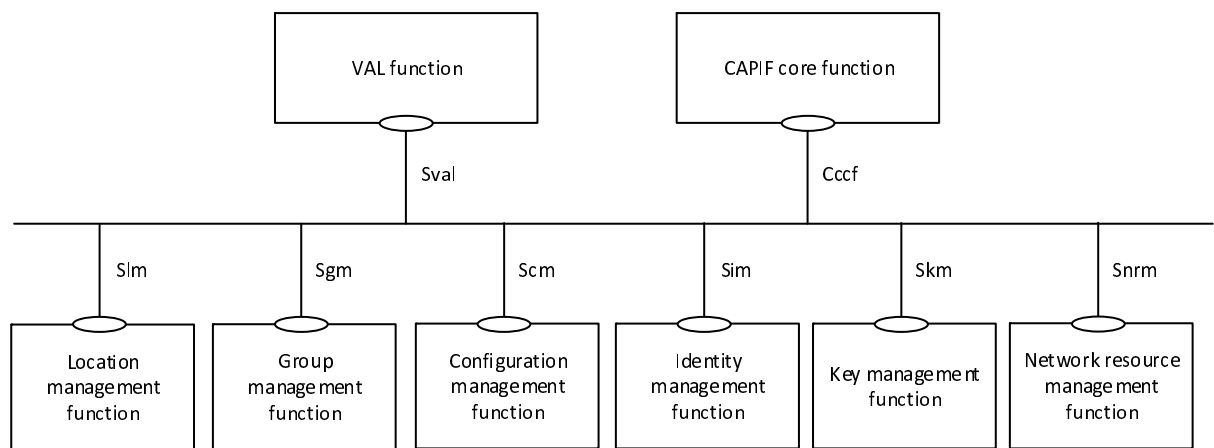 VAL function
CAPIF core function
Sval
Cccf
Slm
Sgm
Scm
Sim
Skm
Snrm
Location
management
function
Group
management
function
Configuration
management
function
Identity
management
function
Key management
function
Network resource
management
function